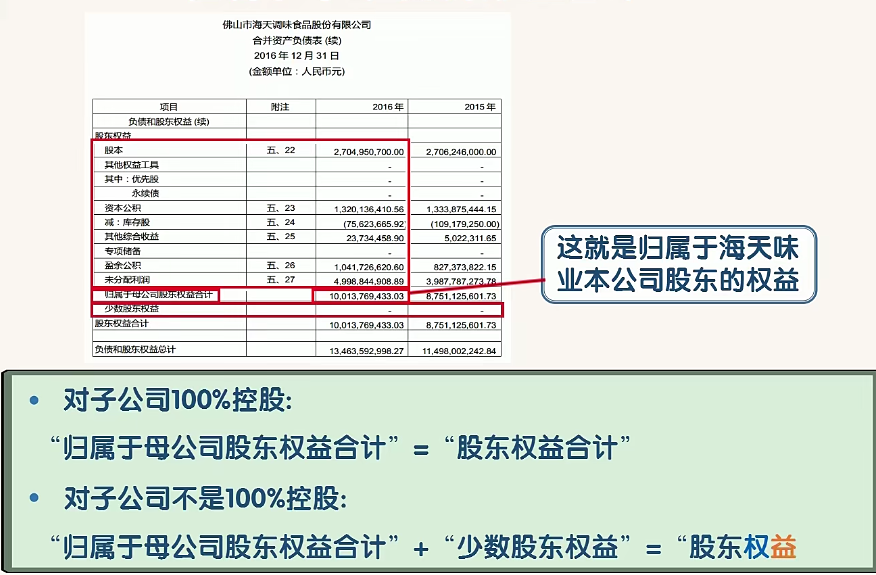 佛山市海天调味食品股份有限公司
合并资产负债表 (续)
2016 年 12 月 31 日
(金额单位：人民币元)
项目 附注 2016 年 2015 年
负债和股东权益 (续)
股东权益
股本 五、22 2,704,950,700.00 2,706,246,000.00
其他权益工具 - -
其中：优先股 - -
永续债 - -
资本公积 五、23 1,320,136,410.56 1,333,875,444.15
减：库存股 五、24 (75,623,665.92) (109,179,250.00)
其他综合收益 五、25 23,734,458.90 5,022,311.65
专项储备 - -
盈余公积 五、26 1,041,726,620.60 827,373,822.15
未分配利润 五、27 4,998,844,908.89 3,987,787,273.78
归属于母公司股东权益合计 10,013,769,433.03 8,751,125,601.73
少数股东权益 - -
股东权益合计 10,013,769,433.03 8,751,125,601.73
负债和股东权益总计 13,463,592,998.27 11,498,002,242.84
这就是归属于海天味
业本公司股东的权益
• 对子公司100%控股:
“归属于母公司股东权益合计” = “股东权益合计”
• 对子公司不是100%控股:
“归属于母公司股东权益合计” + “少数股东权益” = “股东权益